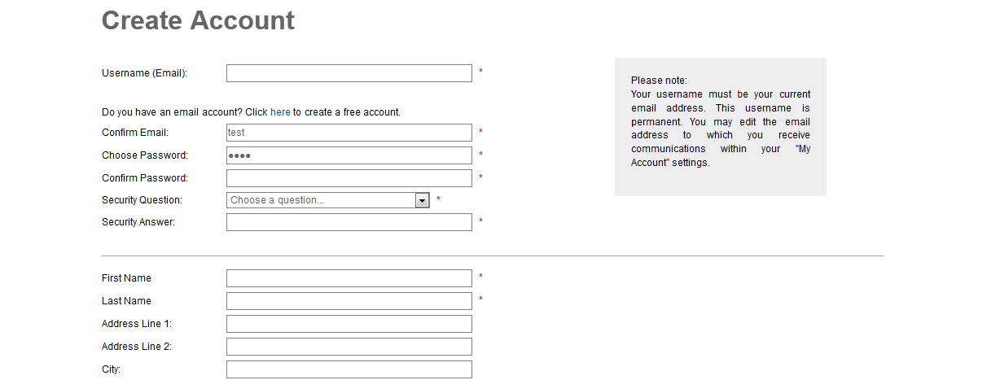 Create Account
Username (Email): *
Do you have an email account? Click here to create a free account.
Confirm Email: test *
Choose Password: ●●●● *
Confirm Password: *
Security Question: Choose a question... *
Security Answer: *
Please note:
Your username must be your current
email address. This username is
permanent. You may edit the email
address to which you receive
communications within your "My
Account" settings.
First Name *
Last Name *
Address Line 1:
Address Line 2:
City: